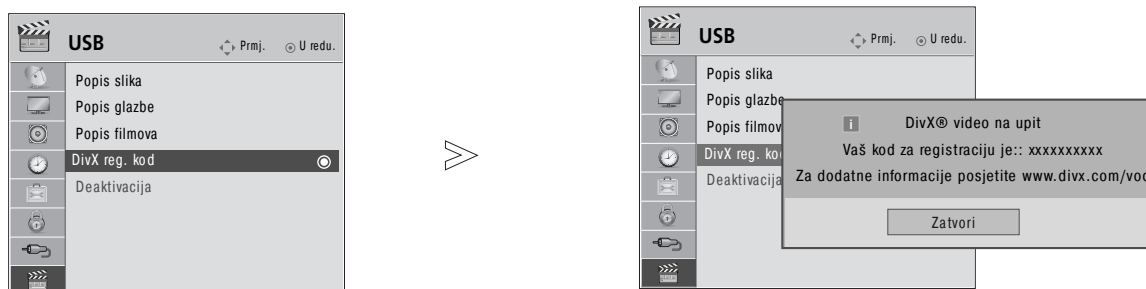 USB
Prmj. U redu.
Popis slika
Popis glazbe
Popis filmova
DivX reg. kod
Deaktivacija
USB
Prmj. U redu.
Popis slika
Popis glazbe
Popis filmov
DivX reg. ko
Deaktivacija
i DivX® video na upit
Vaš kod za registraciju je:: xxxxxxxxxx
Za dodatne informacije posjetite www.divx.com/vod
Zatvori